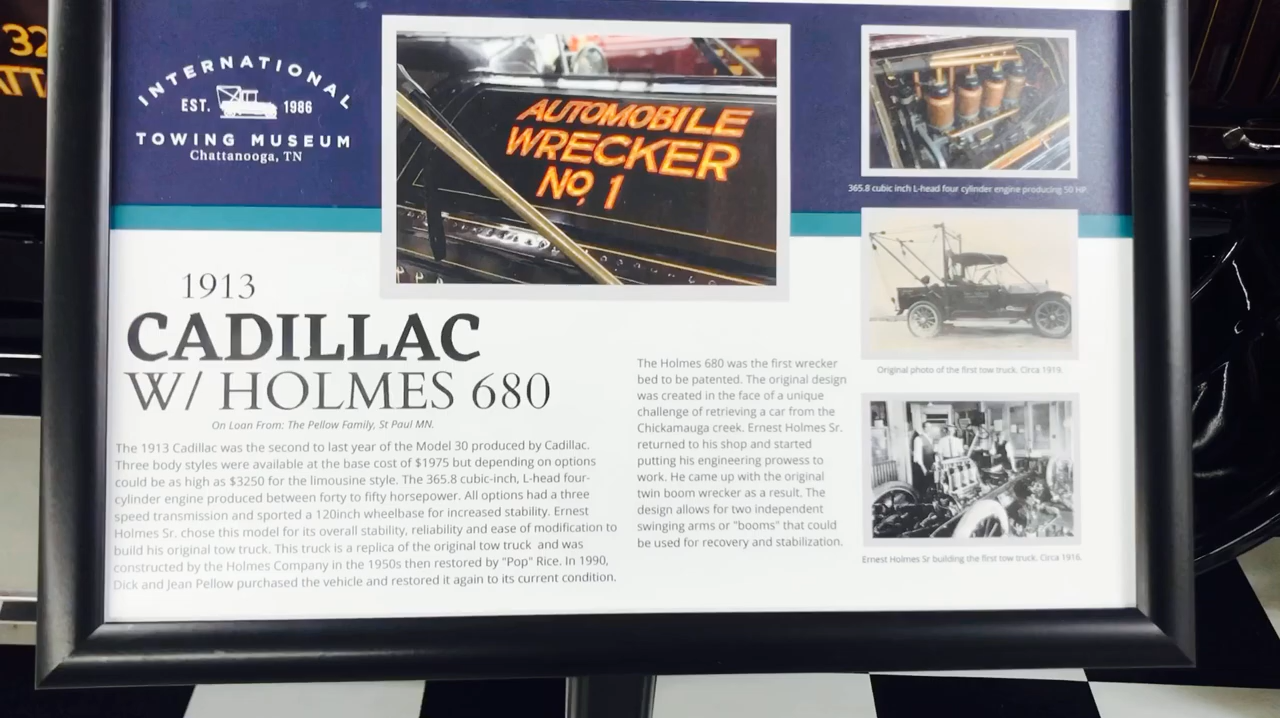 32
ATT
INTERNATIONAL
EST. 1986
TOWING MUSEUM
Chattanooga, TN
AUTOMOBILE
WRECKER
NO. 1
365.8 cubic inch L-head four cylinder engine producing 50 HP.
1913
CADILLAC
W/ HOLMES 680
On Loan From: The Pellow Family, St Paul MN.
The 1913 Cadillac was the second to last year of the Model 30 produced by Cadillac.
Three body styles were available at the base cost of $1975 but depending on options
could be as high as $3250 for the limousine style. The 365.8 cubic-inch, L-head four-
cylinder engine produced between forty to fifty horsepower. All options had a three
speed transmission and sported a 120inch wheelbase for increased stability. Ernest
Holmes Sr. chose this model for its overall stability, reliability and ease of modification to
build his original tow truck. This truck is a replica of the original tow truck and was
constructed by the Holmes Company in the 1950s then restored by "Pop" Rice. In 1990,
Dick and Jean Pellow purchased the vehicle and restored it again to its current condition.
The Holmes 680 was the first wrecker
bed to be patented. The original design
was created in the face of a unique
challenge of retrieving a car from the
Chickamauga creek. Ernest Holmes Sr.
returned to his shop and started
putting his engineering prowess to
work. He came up with the original
twin boom wrecker as a result. The
design allows for two independent
swinging arms or "booms" that could
be used for recovery and stabilization.
Original photo of the first tow truck. Circa 1919.
Ernest Holmes Sr building the first tow truck. Circa 1916.